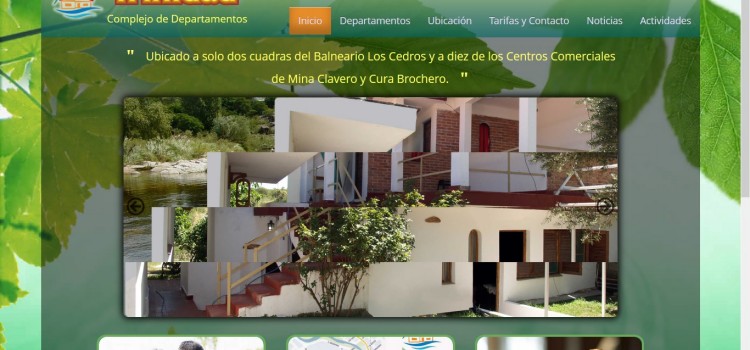 Complejo de Departamentos
Inicio Departamentos Ubicación Tarifas y Contacto Noticias Actividades
" Ubicado a solo dos cuadras del Balneario Los Cedros y a diez de los Centros Comerciales
de Mina Clavero y Cura Brochero. "